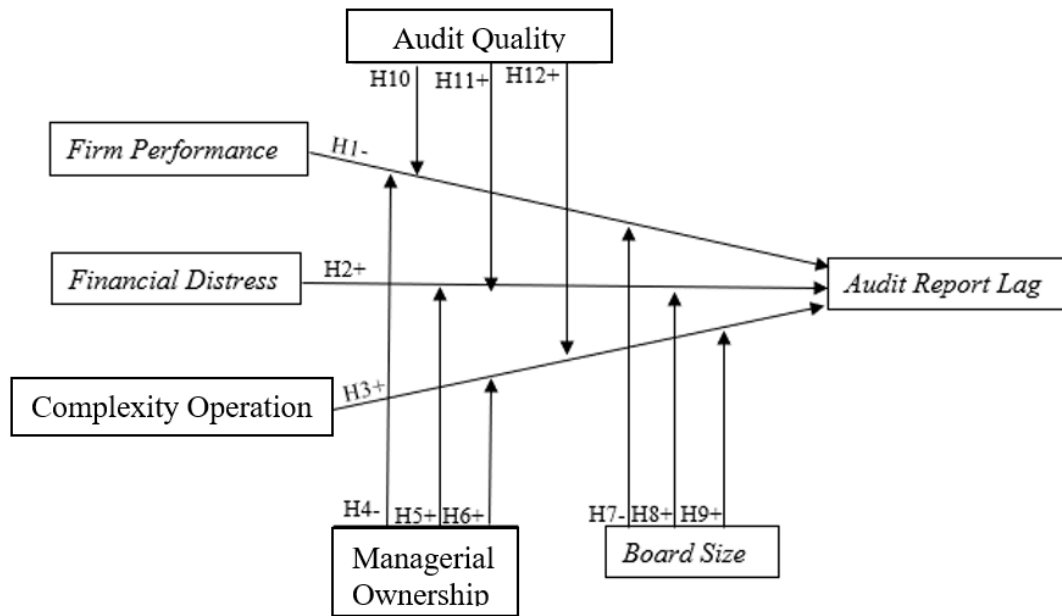 Audit Quality
H10
H11+
H12+
Firm Performance
H1-
Financial Distress
H2+
Audit Report Lag
Complexity Operation
H3+
H4-
H5+
H6+
H7-
H8+
H9+
Managerial
Ownership
Board Size